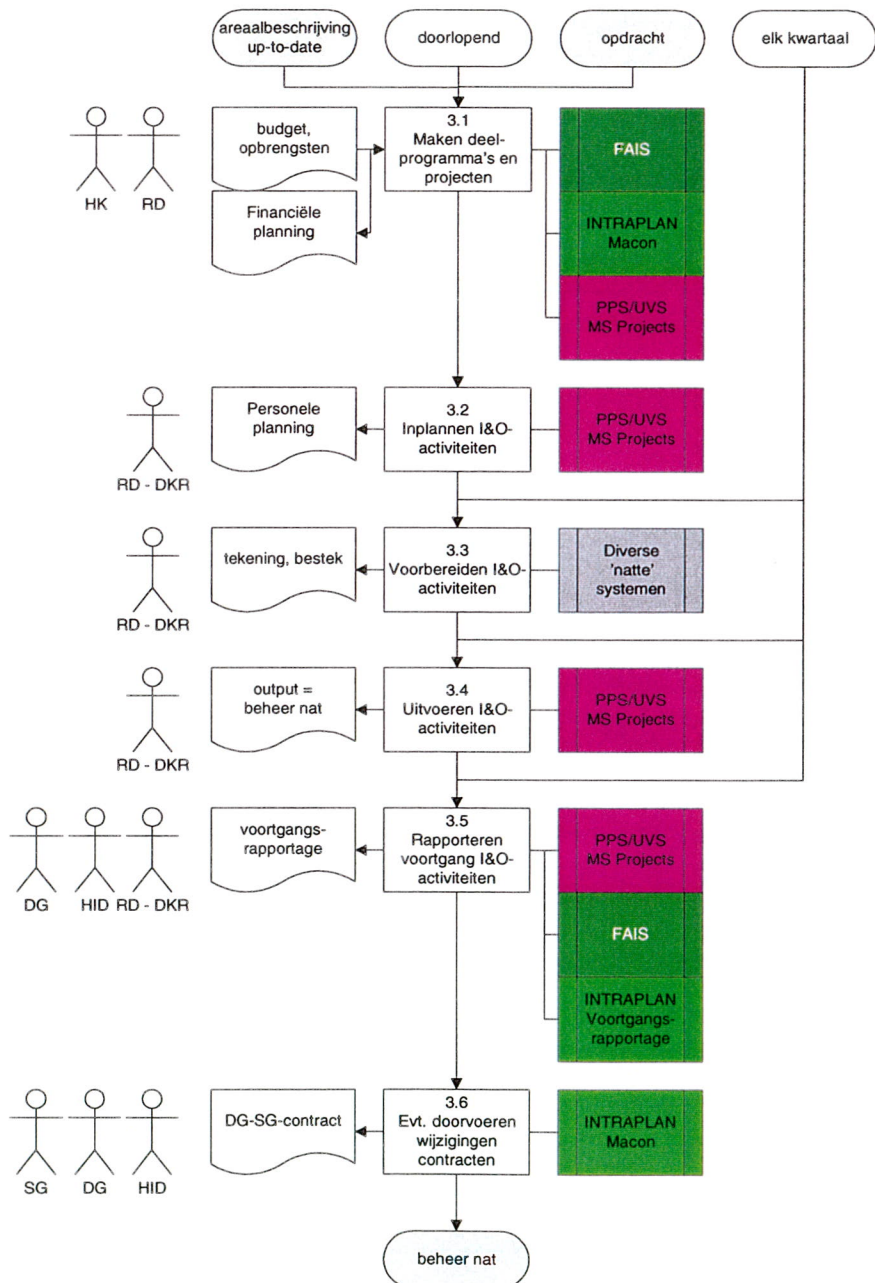 areaalbeschrijving
up-to-date
doorlopend
opdracht
elk kwartaal
HK
RD
budget,
opbrengsten
Financiële
planning
3.1
Maken deel-
programma's en
projecten
FAIS
INTRAPLAN
Macon
PPS/UVS
MS Projects
RD - DKR
Personele
planning
3.2
Inplannen I&O-
activiteiten
PPS/UVS
MS Projects
RD - DKR
tekening, bestek
3.3
Voorbereiden I&O-
activiteiten
Diverse
'natte'
systemen
RD - DKR
output =
beheer nat
3.4
Uitvoeren I&O-
activiteiten
PPS/UVS
MS Projects
DG
HID
RD - DKR
voortgangs-
rapportage
3.5
Rapporteren
voortgang I&O-
activiteiten
PPS/UVS
MS Projects
FAIS
INTRAPLAN
Voortgangs-
rapportage
SG
DG
HID
DG-SG-contract
3.6
Evt. doorvoeren
wijzigingen
contracten
INTRAPLAN
Macon
beheer nat